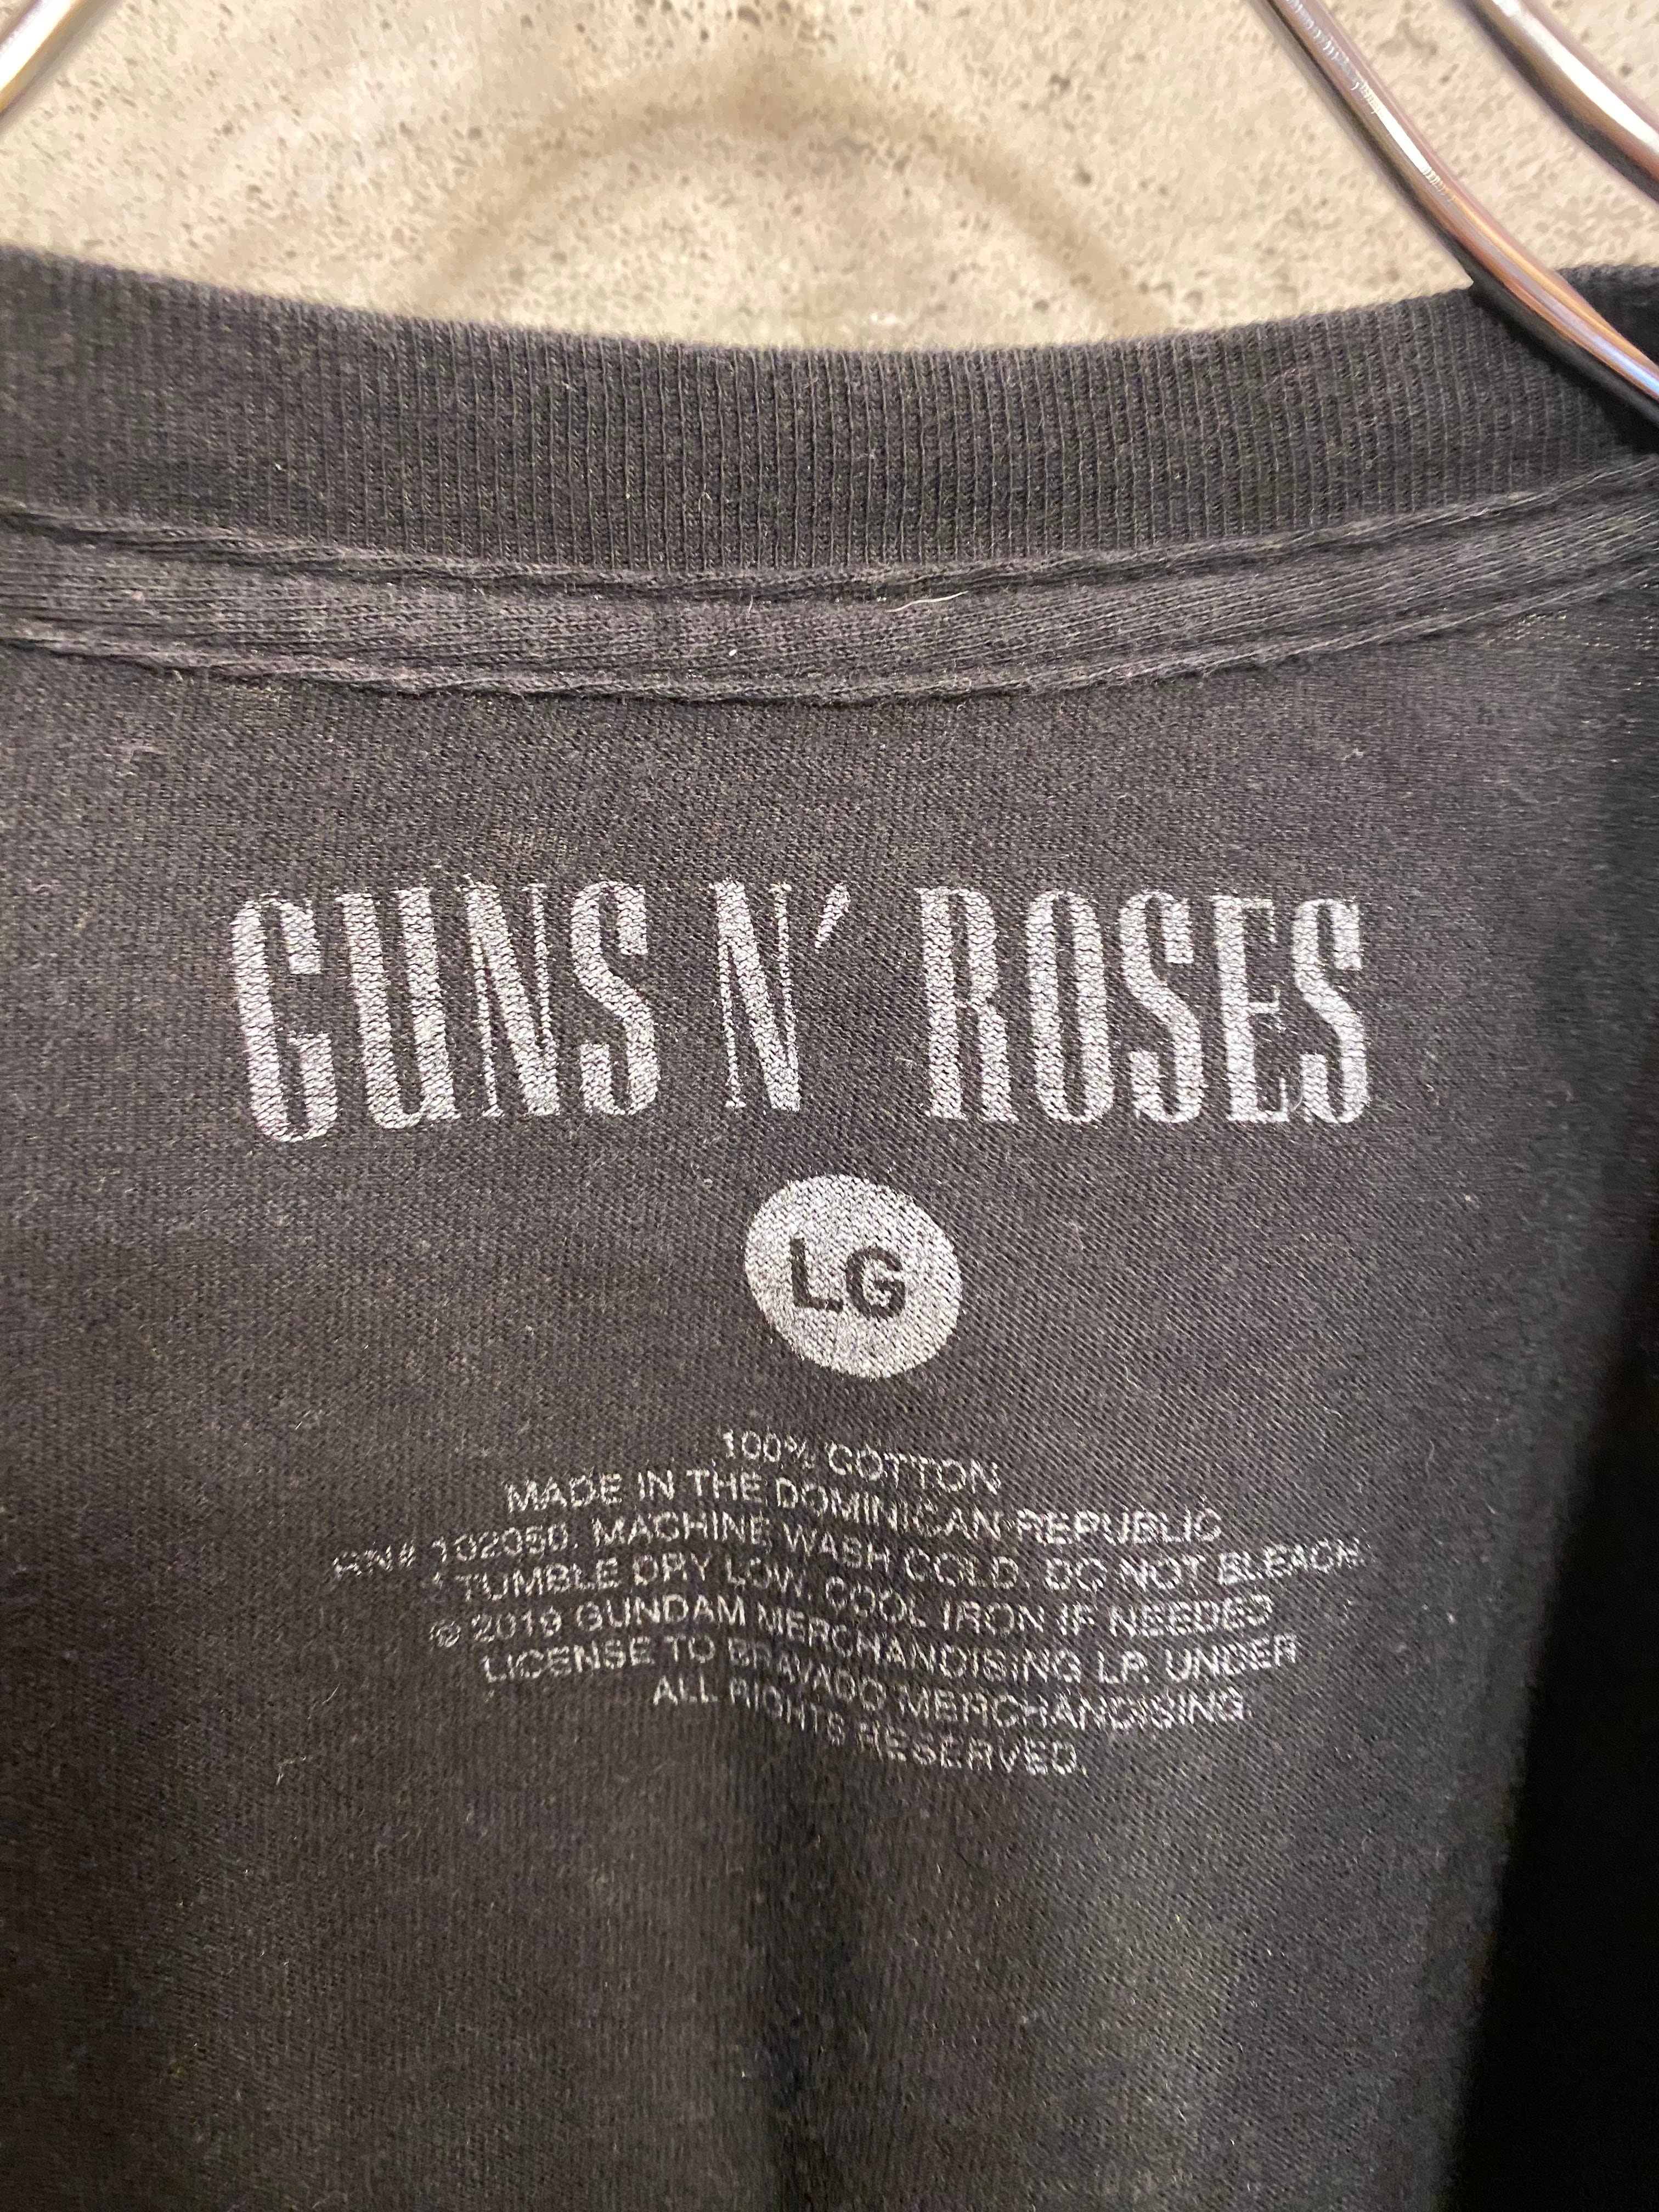 GUNS N' ROSES
LG
100% COTTON
MADE IN THE DOMINICAN REPUBLIC
RN# 102050. MACHINE WASH COLD. DO NOT BLEACH.
TUMBLE DRY LOW. COOL IRON IF NEEDED
© 2019 GUNDAM MERCHANDISING LP. UNDER
LICENSE TO BRAVADO MERCHANDISING.
ALL RIGHTS RESERVED.